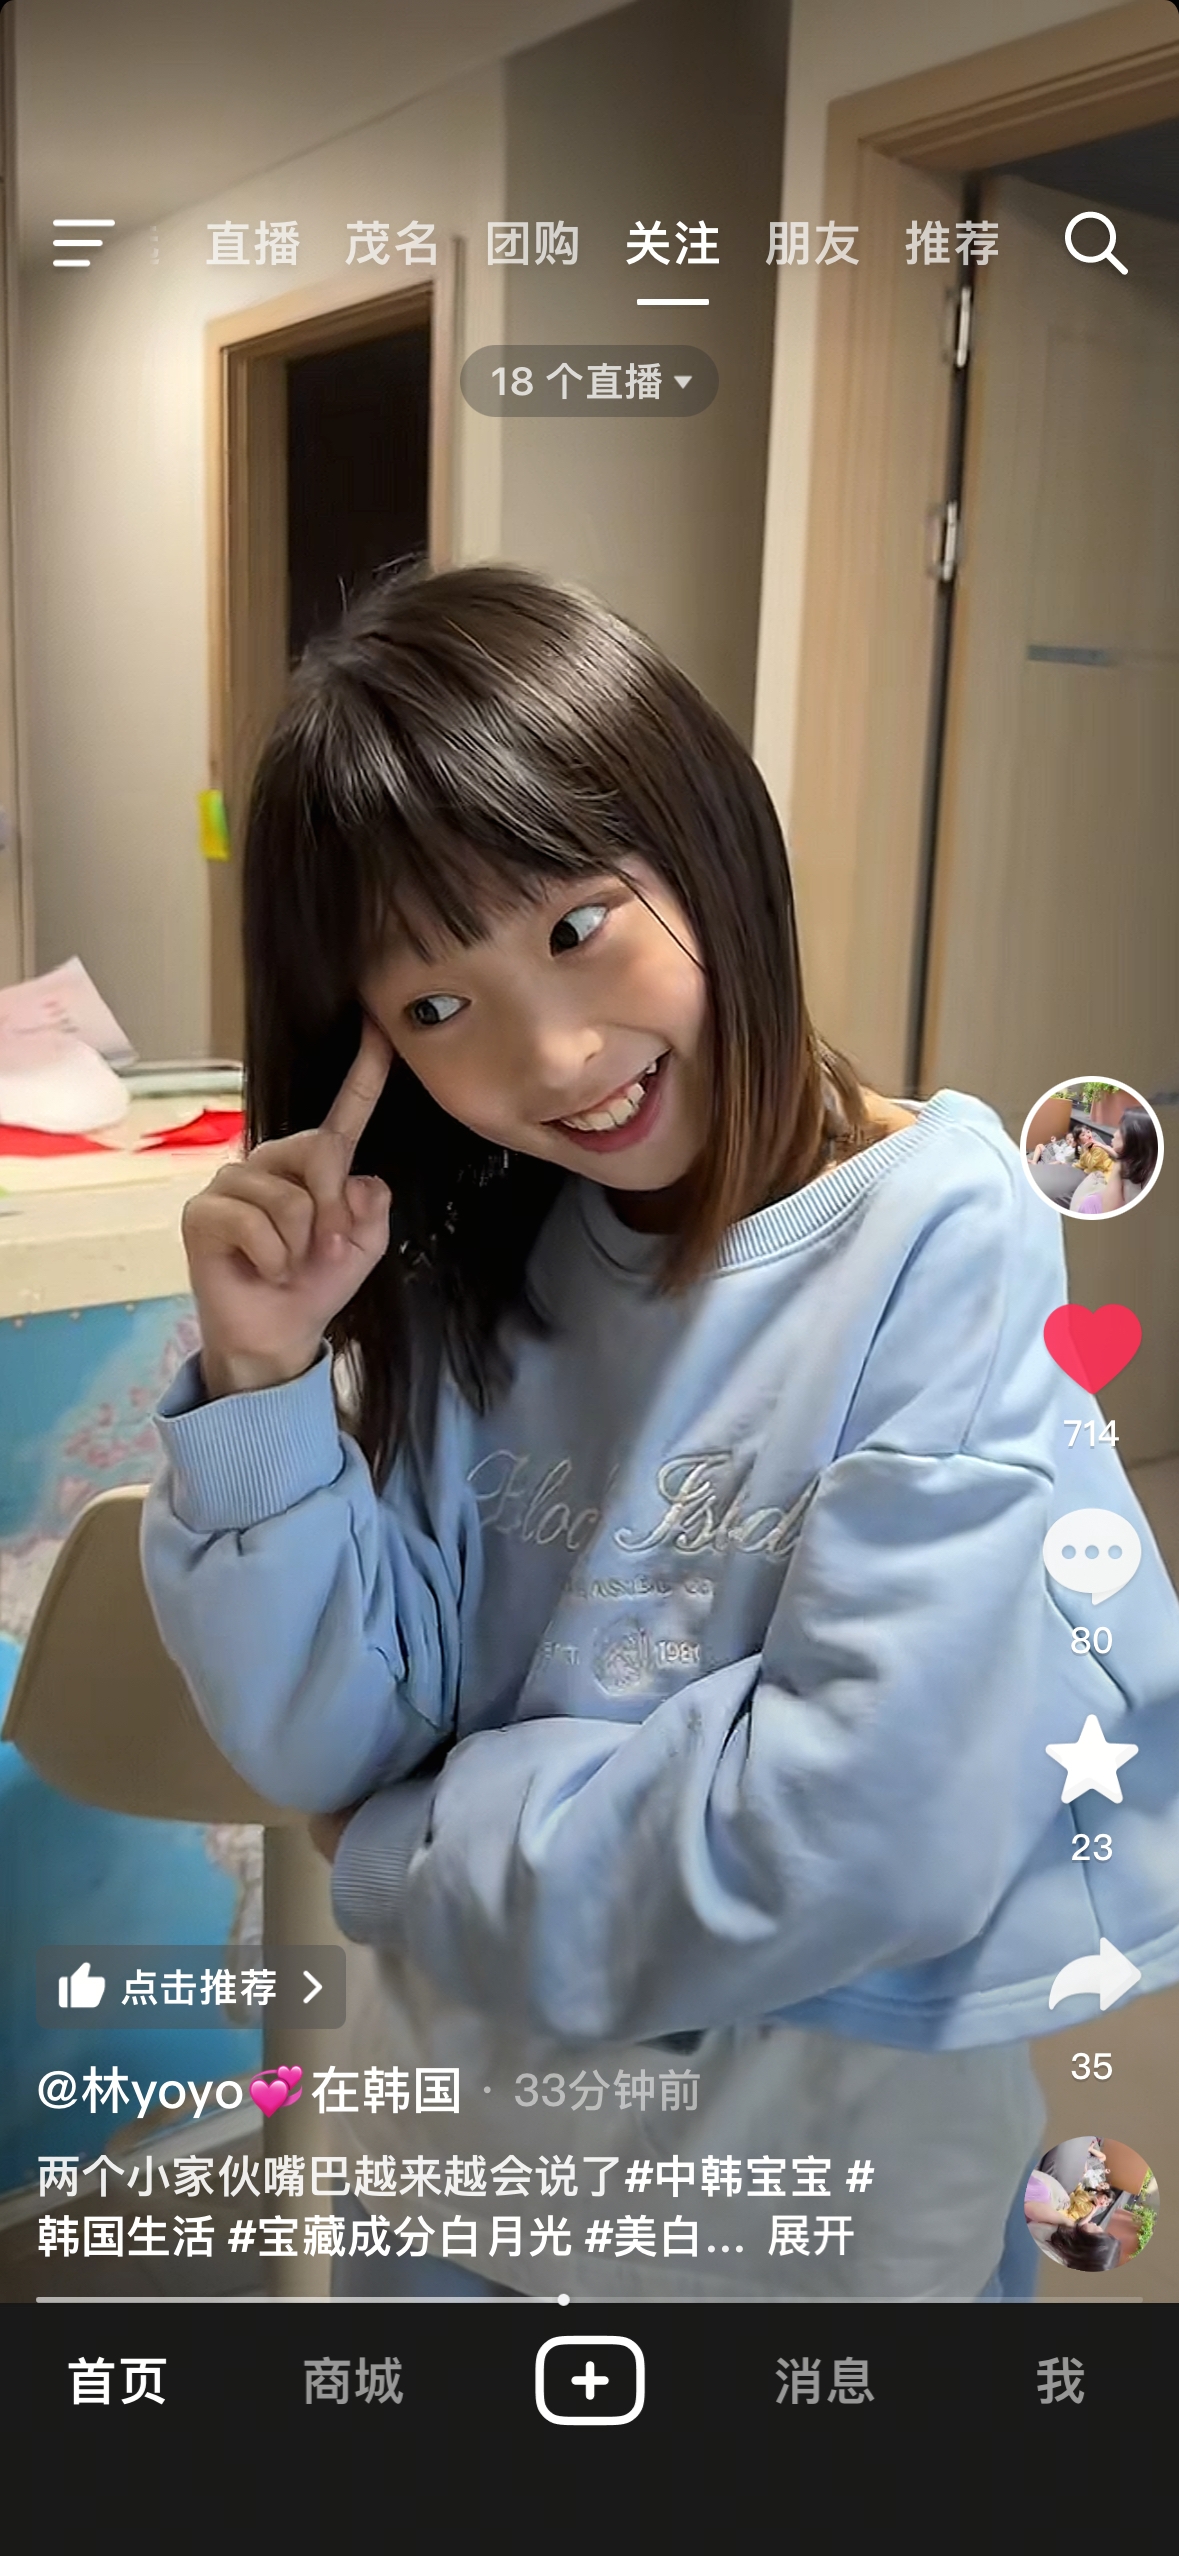 直播 茂名 团购 关注 朋友 推荐
18 个直播
714
80
23
35
点击推荐
@林yoyo💞在韩国 · 33分钟前
两个小家伙嘴巴越来越会说了#中韩宝宝 #
韩国生活 #宝藏成分白月光 #美白... 展开
首页 商城 消息 我